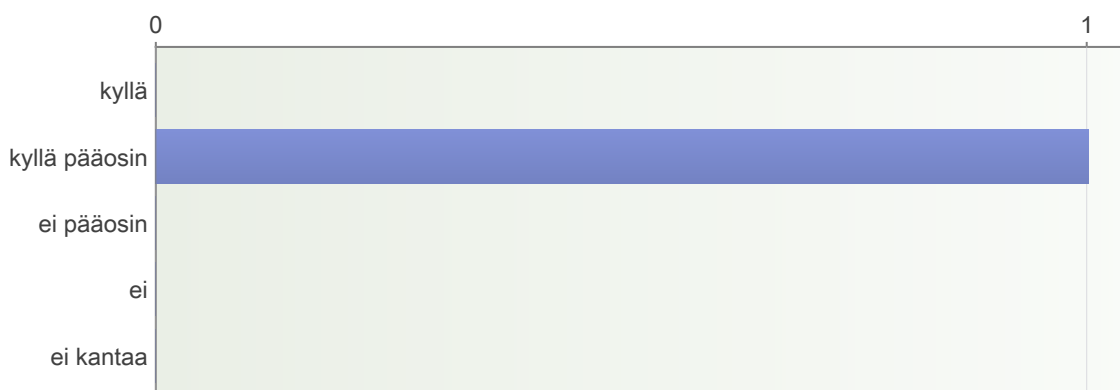 0 1
kyllä
kyllä pääosin
ei pääosin
ei
ei kantaa